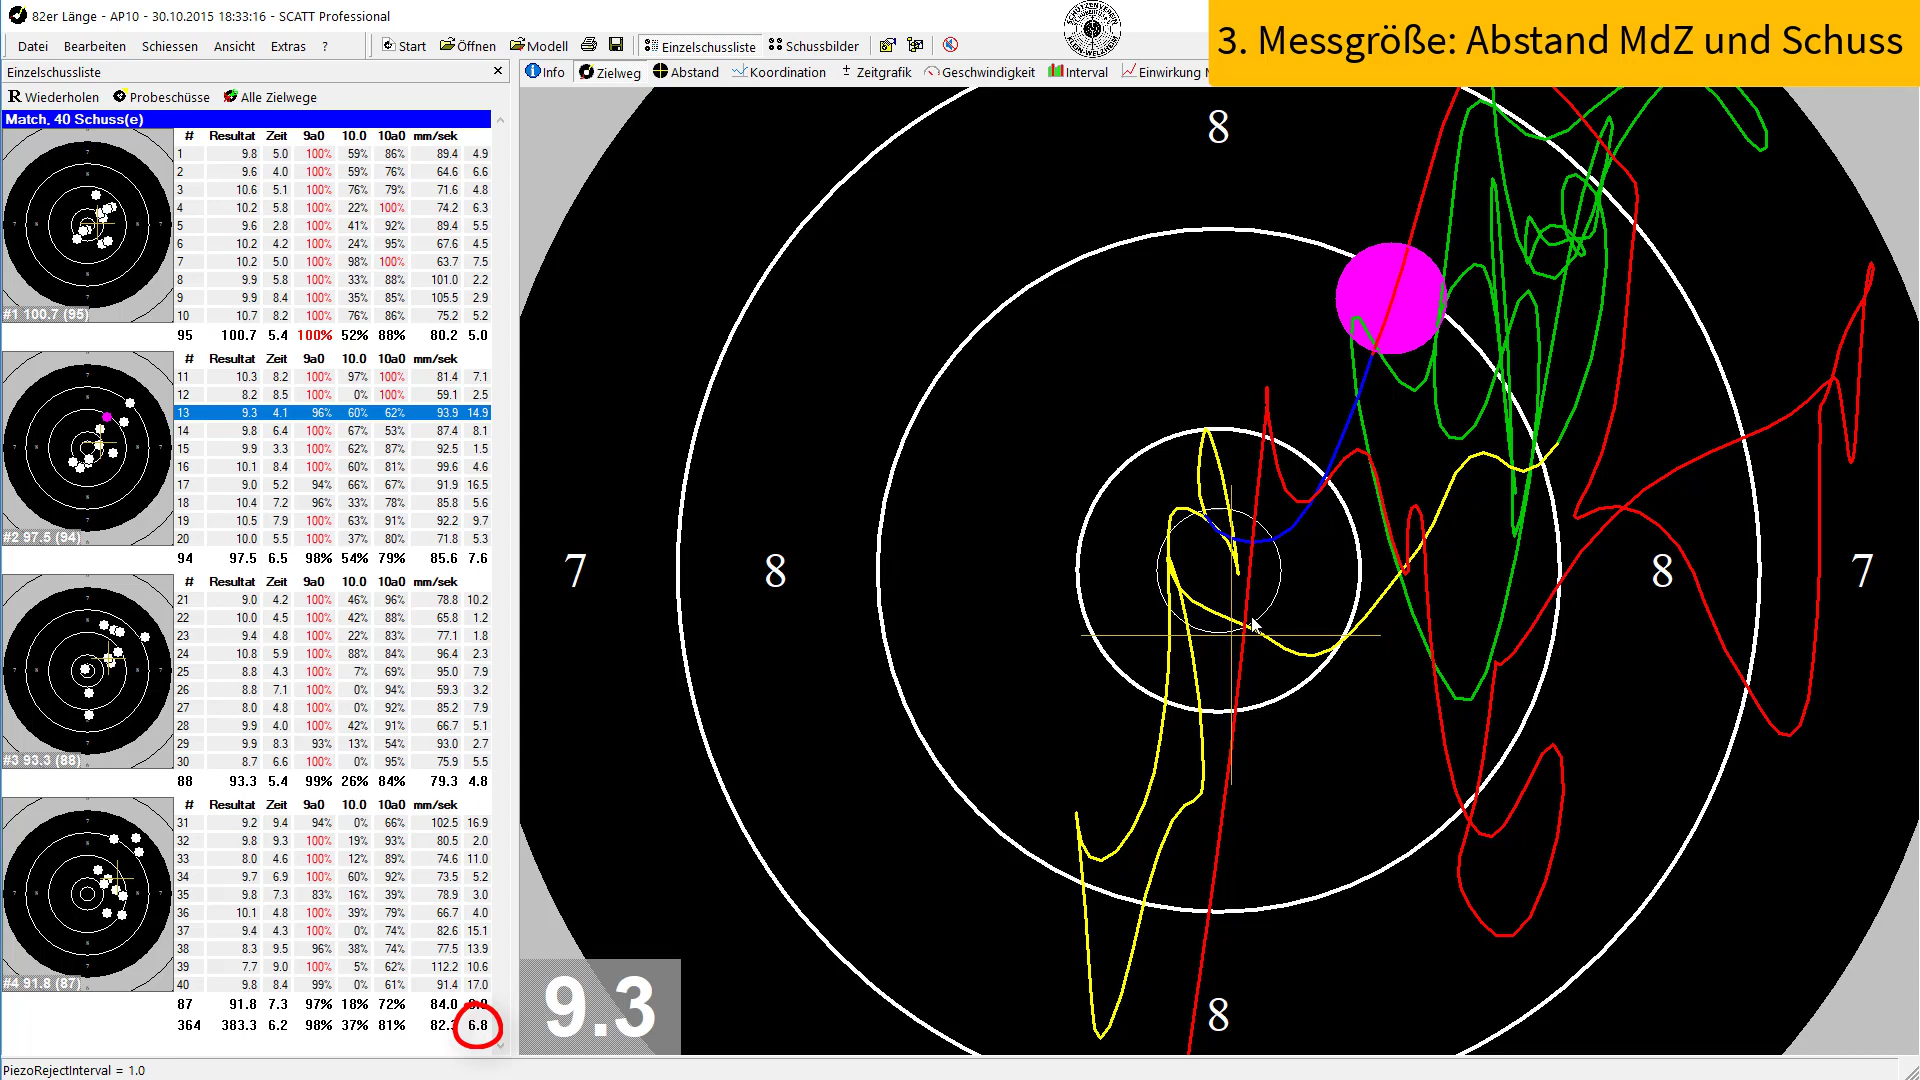 82er Länge - AP10 - 30.10.2015 18:33:16 - SCATT Professional
3. Messgröße: Abstand MdZ und Schuss
Datei Bearbeiten Schiessen Ansicht Extras ? Start Öffnen Modell Einzelschussliste Schussbilder
Einzelschussliste
Info Zielweg Abstand Koordination Zeitgrafik Geschwindigkeit Interval Einwirkung
R Wiederholen Probeschüsse Alle Zielwege
Match, 40 Schuss(e)
# Resultat Zeit 9a0 10.0 10a0 mm/sek
1 9.8 5.0 100% 59% 86% 89.4 4.9
2 9.6 4.0 100% 59% 76% 64.6 6.6
3 10.6 5.1 100% 76% 79% 71.6 4.8
4 10.2 5.8 100% 22% 100% 74.2 6.3
5 9.6 2.8 100% 41% 92% 89.4 5.5
6 10.2 4.2 100% 24% 95% 67.6 4.5
7 10.2 5.0 100% 98% 100% 63.7 7.5
8 9.9 5.8 100% 33% 88% 101.0 2.2
9 9.9 8.4 100% 35% 85% 105.5 2.9
10 10.7 8.2 100% 76% 86% 75.2 5.2
#1 100.7 (95)
95 100.7 5.4 100% 52% 88% 80.2 5.0
# Resultat Zeit 9a0 10.0 10a0 mm/sek
11 10.3 8.2 100% 97% 100% 81.4 7.1
12 8.2 8.5 100% 0% 100% 59.1 2.5
13 9.3 4.1 96% 60% 62% 93.9 14.9
14 9.8 6.4 100% 67% 53% 87.4 8.1
15 9.9 3.3 100% 62% 87% 92.5 1.5
16 10.1 8.4 100% 60% 81% 99.6 4.6
17 9.0 5.2 94% 66% 67% 91.9 16.5
18 10.4 7.2 96% 33% 78% 85.8 5.6
19 10.5 7.9 100% 63% 91% 92.2 9.7
20 10.0 5.5 100% 37% 80% 71.8 5.3
#2 97.5 (94)
94 97.5 6.5 98% 54% 79% 85.6 7.6
# Resultat Zeit 9a0 10.0 10a0 mm/sek
21 9.0 4.2 100% 46% 96% 78.8 10.2
22 10.0 4.5 100% 42% 88% 65.8 1.2
23 9.4 4.8 100% 22% 83% 77.1 1.8
24 10.8 5.9 100% 88% 84% 96.4 2.3
25 8.8 4.3 100% 7% 69% 95.0 7.9
26 8.8 7.1 100% 0% 94% 59.3 3.2
27 8.0 4.8 100% 0% 92% 85.2 7.9
28 9.9 4.0 100% 42% 91% 66.7 5.1
29 9.9 8.3 93% 13% 54% 93.0 2.7
30 8.7 6.6 100% 0% 95% 75.9 5.5
#3 93.3 (88)
88 93.3 5.4 99% 26% 84% 79.3 4.8
# Resultat Zeit 9a0 10.0 10a0 mm/sek
31 9.2 9.4 94% 0% 66% 102.5 16.9
32 9.8 9.3 100% 19% 93% 80.5 2.0
33 8.0 4.6 100% 12% 89% 74.6 11.0
34 9.7 6.9 100% 60% 92% 73.5 5.2
35 9.8 7.3 83% 16% 39% 78.9 3.0
36 10.1 4.8 100% 39% 79% 66.7 4.0
37 9.4 4.3 100% 0% 74% 82.6 15.1
38 8.3 9.5 96% 38% 74% 77.5 13.9
39 7.7 9.0 100% 5% 62% 112.2 10.6
40 9.8 8.4 99% 0% 61% 91.4 17.0
#4 91.8 (87)
87 91.8 7.3 97% 18% 72% 84.0
364 383.3 6.2 98% 37% 81% 6.8
8
7 8 8 7
8
9.3
PiezoRejectInterval = 1.0